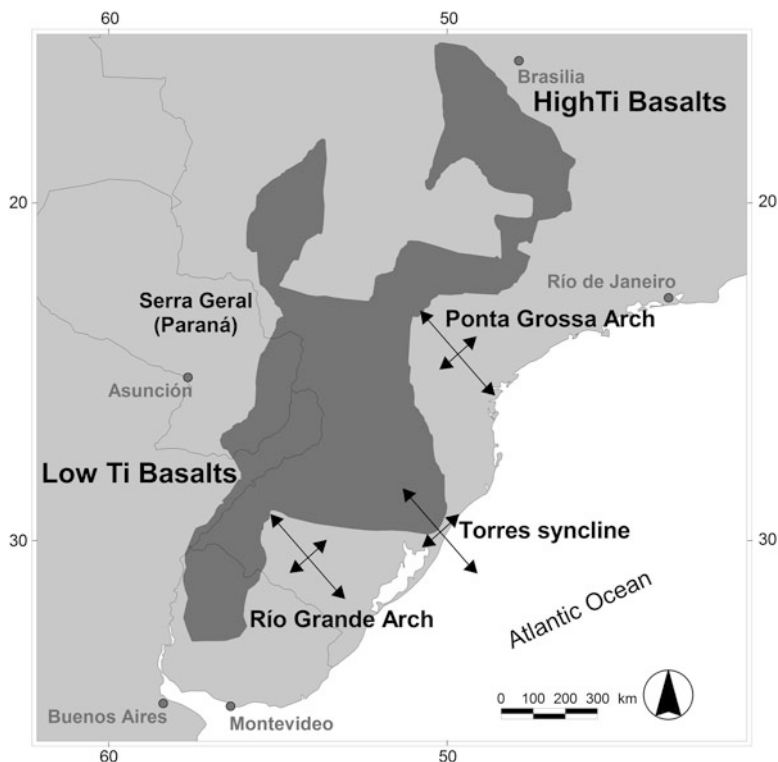 60
50
Brasilia
HighTi Basalts
20
20
Río de Janeiro
Serra Geral
(Paraná)
Ponta Grossa Arch
Asunción
Low Ti Basalts
Torres syncline
30
30
Río Grande Arch
Atlantic Ocean
0 100 200 300 km
Buenos Aires
Montevideo
60
50